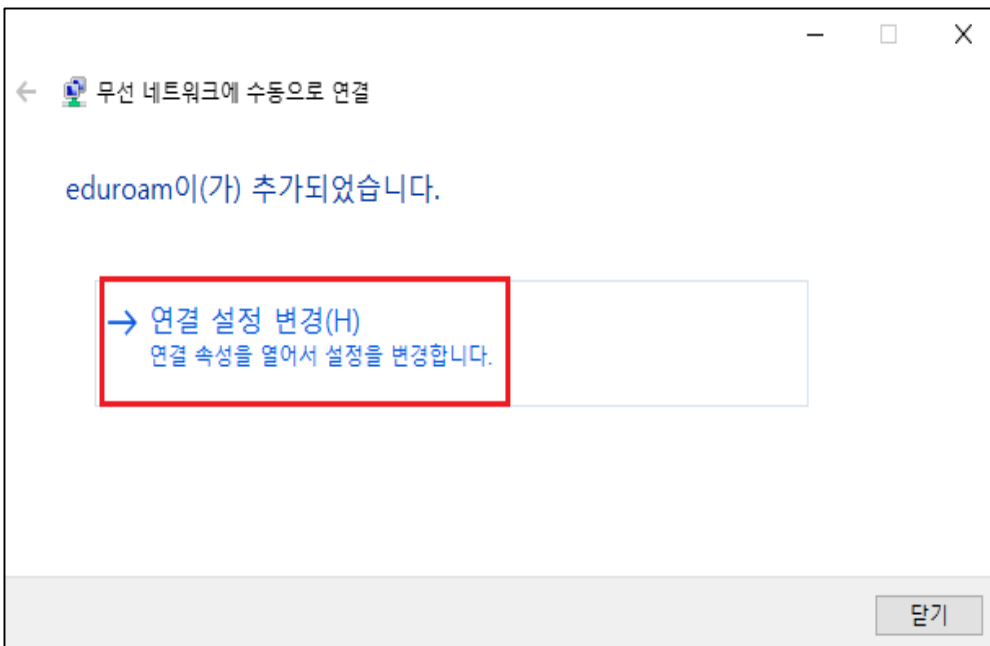 무선 네트워크에 수동으로 연결
eduroam이(가) 추가되었습니다.
연결 설정 변경(H)
연결 속성을 열어서 설정을 변경합니다.
닫기